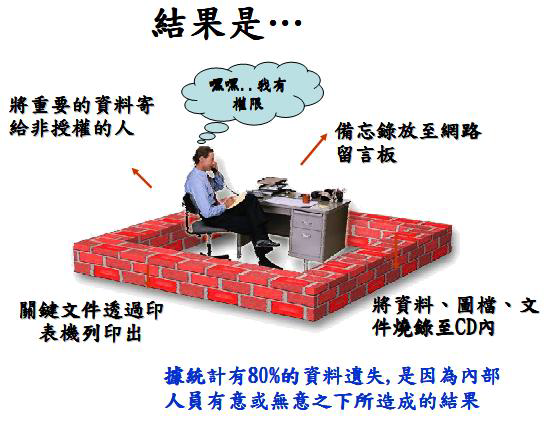 結果是…
嘿嘿..我有
權限
將重要的資料寄
給非授權的人
備忘錄放至網路
留言板
關鍵文件透過印
表機列印出
將資料、圖檔、文
件燒錄至CD內
據統計有80%的資料遺失,是因為內部
人員有意或無意之下所造成的結果